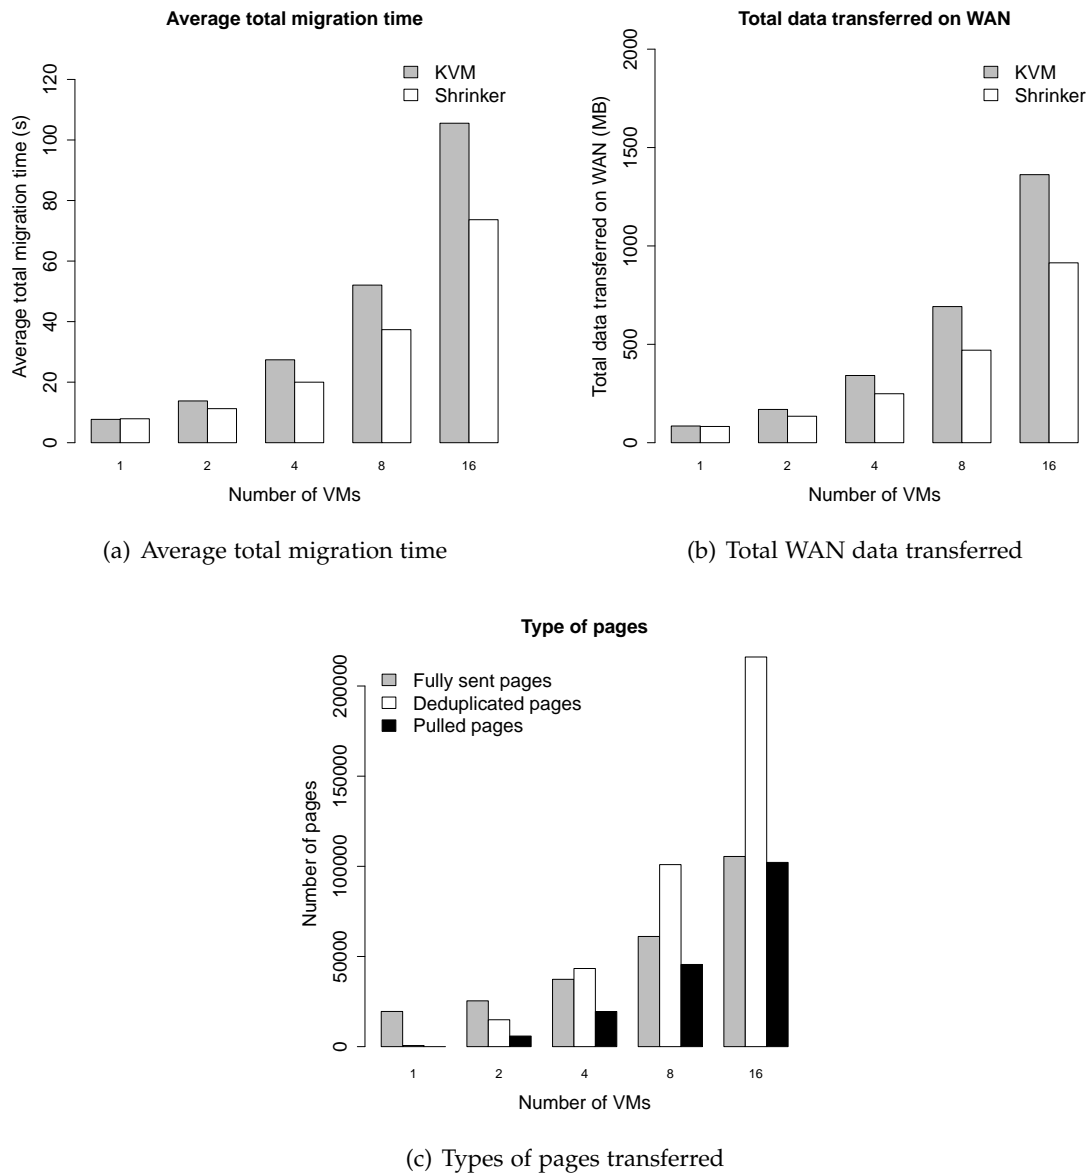 Average total migration time
Average total migration time (s)
0
20
40
60
80
100
120
KVM
Shrinker
1 2 4 8 16
Number of VMs
(a) Average total migration time
Total data transferred on WAN
Total data transferred on WAN (MB)
0
500
1000
1500
2000
KVM
Shrinker
1 2 4 8 16
Number of VMs
(b) Total WAN data transferred
Type of pages
Number of pages
0
50000
100000
150000
200000
Fully sent pages
Deduplicated pages
Pulled pages
1 2 4 8 16
Number of VMs
(c) Types of pages transferred